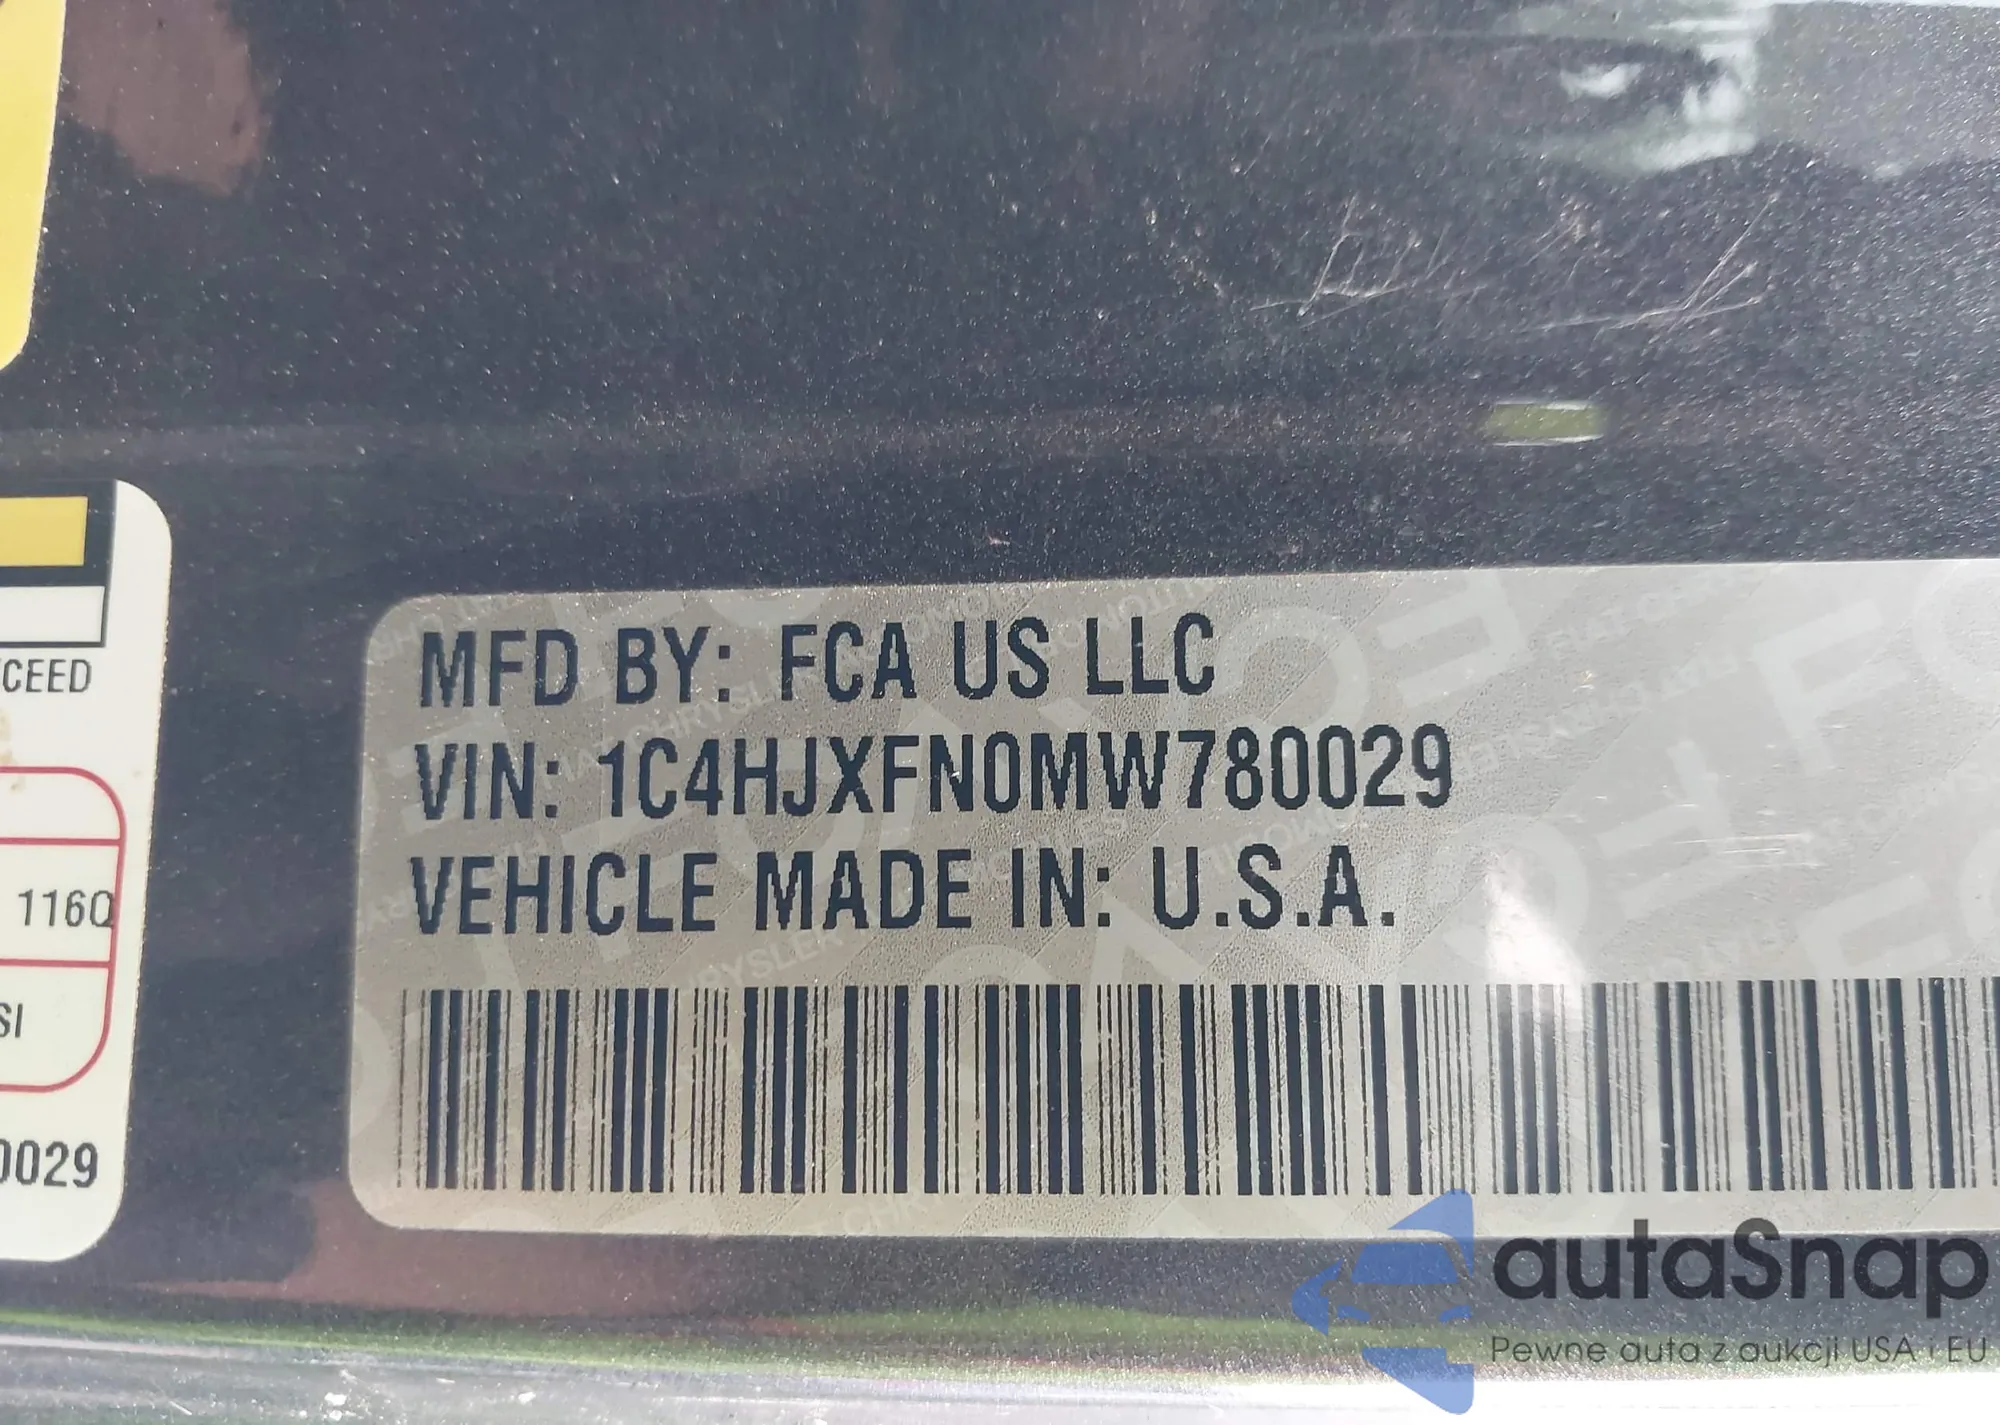 MFD BY: FCA US LLC
VIN: 1C4HJXFN0MW780029
VEHICLE MADE IN: U.S.A.
CEED
1160
SI
0029
autaSnap
Pewne auta z aukcji USA i EU